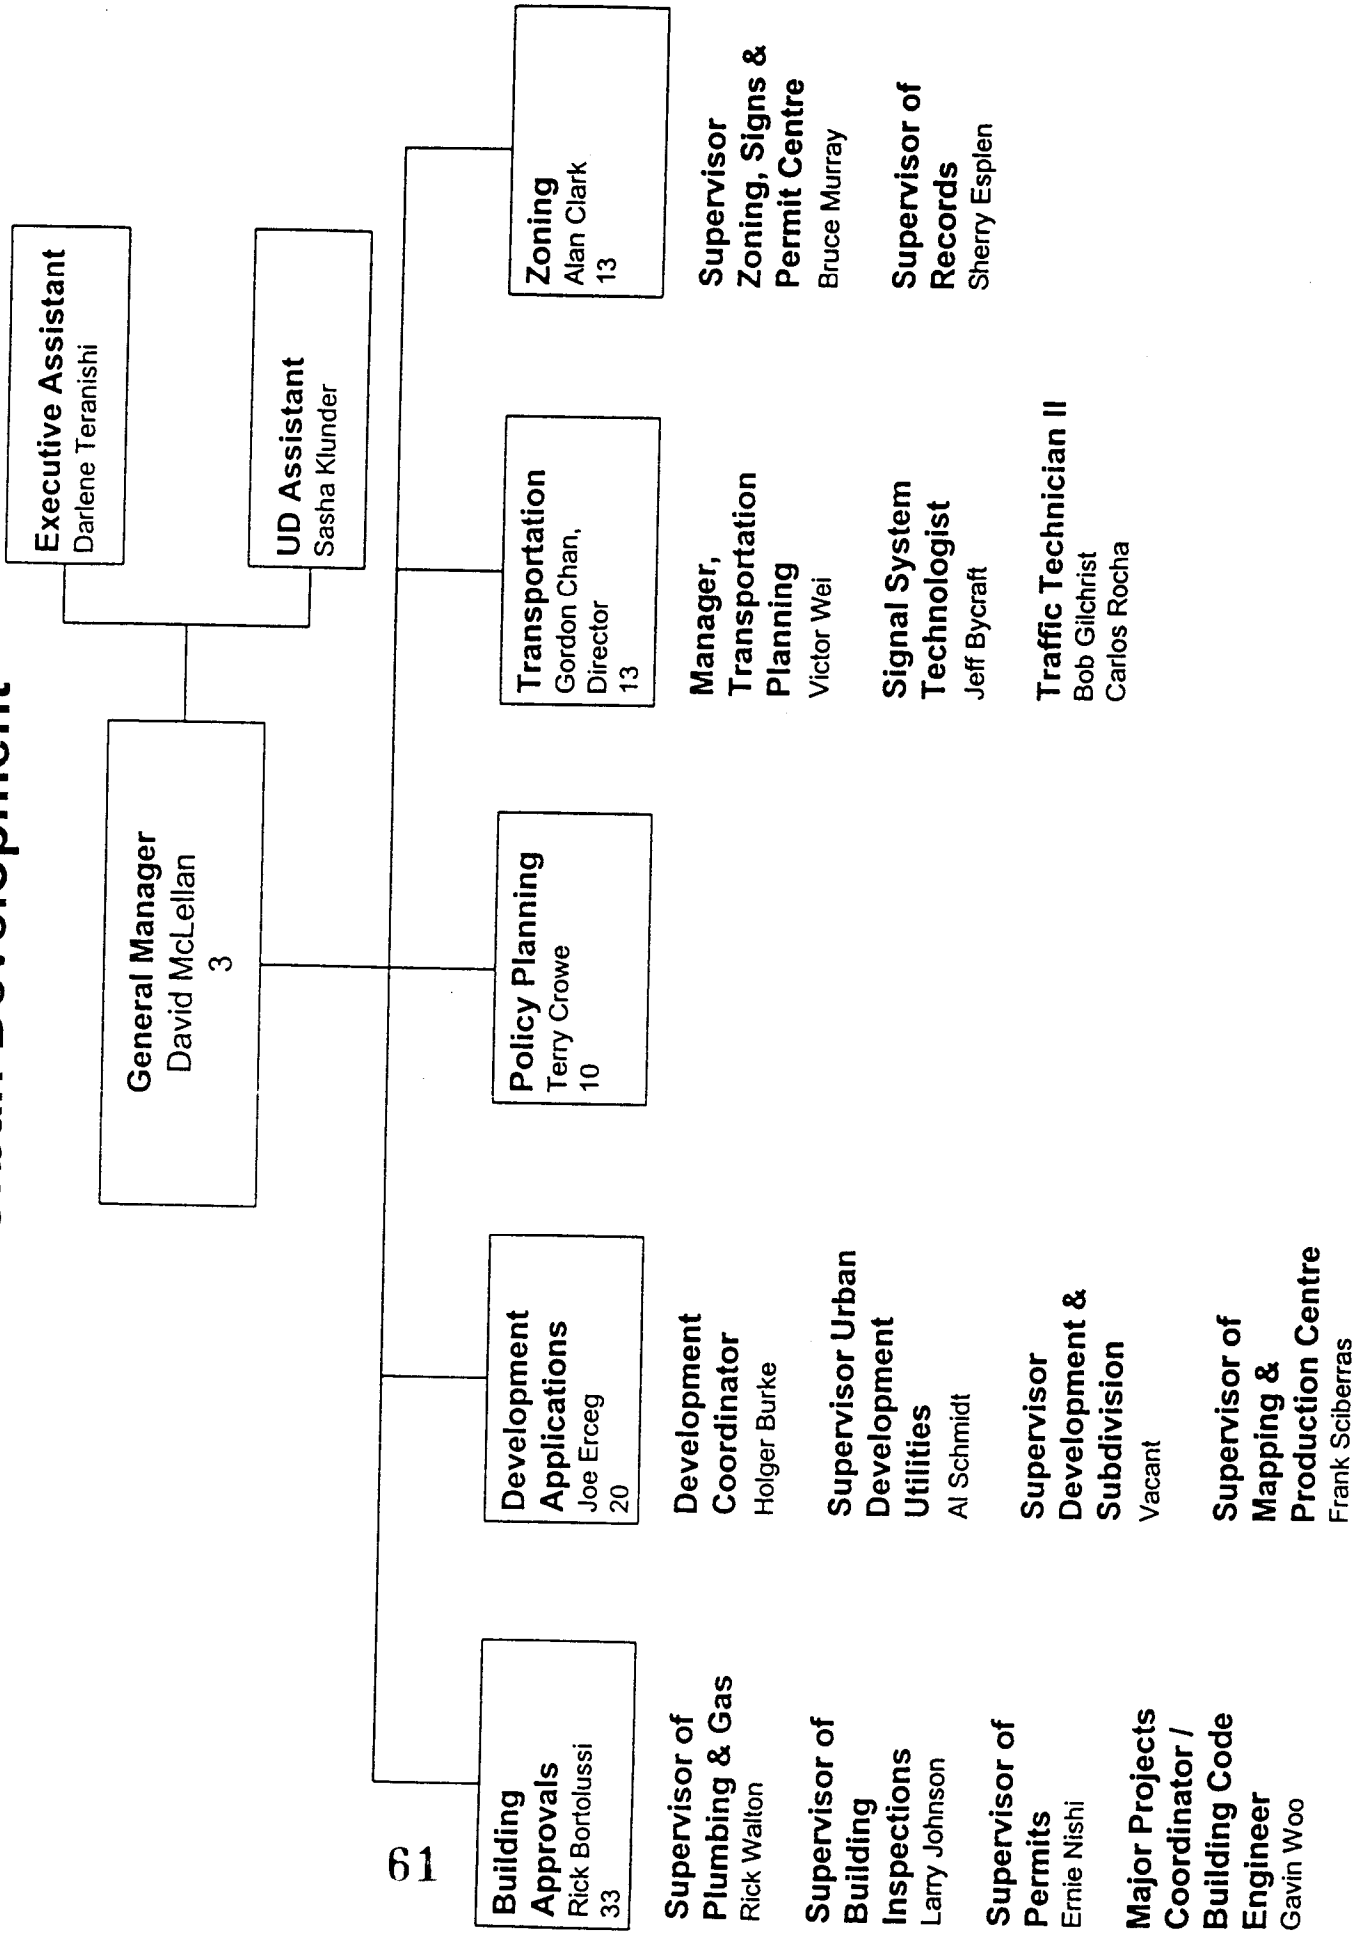 Development
General Manager
David McLellan
3
Executive Assistant
Darlene Teranishi
UD Assistant
Sasha Klunder
Building
Approvals
Rick Bortolussi
33
Supervisor of
Plumbing & Gas
Rick Walton
Supervisor of
Building
Inspections
Larry Johnson
Supervisor of
Permits
Ernie Nishi
Major Projects
Coordinator /
Building Code
Engineer
Gavin Woo
Development
Applications
Joe Erceg
20
Development
Coordinator
Holger Burke
Supervisor Urban
Development
Utilities
Al Schmidt
Supervisor
Development &
Subdivision
Vacant
Supervisor of
Mapping &
Production Centre
Frank Sciberras
Policy Planning
Terry Crowe
10
Transportation
Gordon Chan,
Director
13
Manager,
Transportation
Planning
Victor Wei
Signal System
Technologist
Jeff Bycraft
Traffic Technician II
Bob Gilchrist
Carlos Rocha
Zoning
Alan Clark
13
Supervisor
Zoning, Signs &
Permit Centre
Bruce Murray
Supervisor of
Records
Sherry Esplen
61